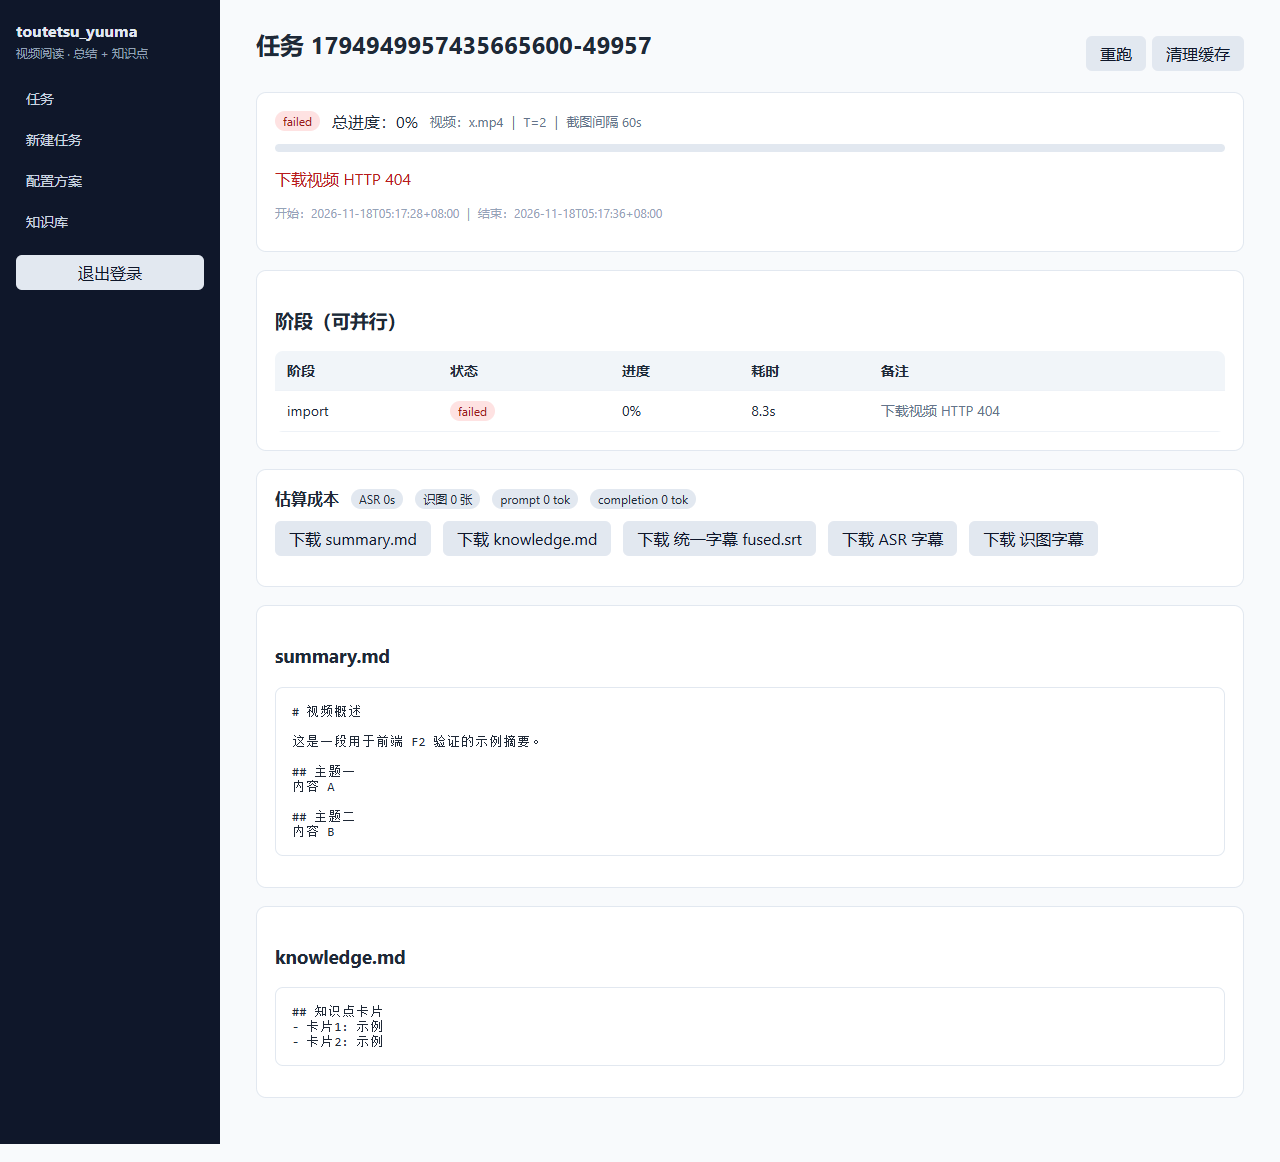 toutetsu_yuuma
视频阅读 · 总结 + 知识点
任务
新建任务
配置方案
知识库
退出登录
任务 1794949957435665600-49957
重跑 清理缓存
failed 总进度：0% 视频：x.mp4 | T=2 | 截图间隔 60s
下载视频 HTTP 404
开始：2026-11-18T05:17:28+08:00 | 结束：2026-11-18T05:17:36+08:00
阶段（可并行）
阶段 状态 进度 耗时 备注
import failed 0% 8.3s 下载视频 HTTP 404
估算成本 ASR 0s 识图 0 张 prompt 0 tok completion 0 tok
下载 summary.md 下载 knowledge.md 下载 统一字幕 fused.srt 下载 ASR 字幕 下载 识图字幕
summary.md
# 视频概述
这是一段用于前端 F2 验证的示例摘要。
## 主题一
内容 A
## 主题二
内容 B
knowledge.md
## 知识点卡片
- 卡片1: 示例
- 卡片2: 示例